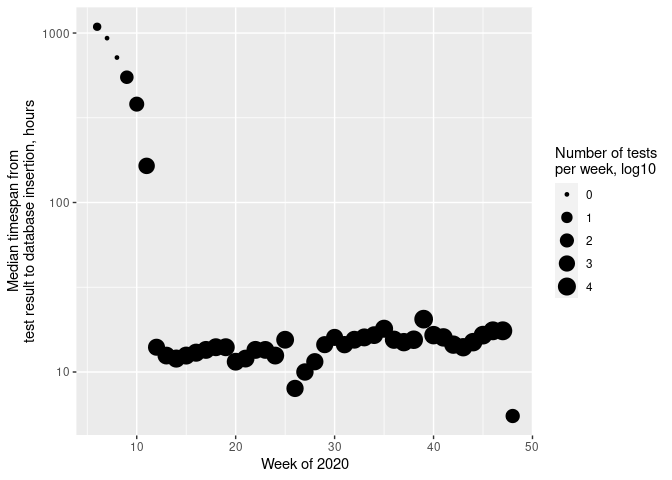 Median timespan from
test result to database insertion, hours
1000
100
10
10
20
30
40
50
Week of 2020
Number of tests
per week, log10
0
1
2
3
4